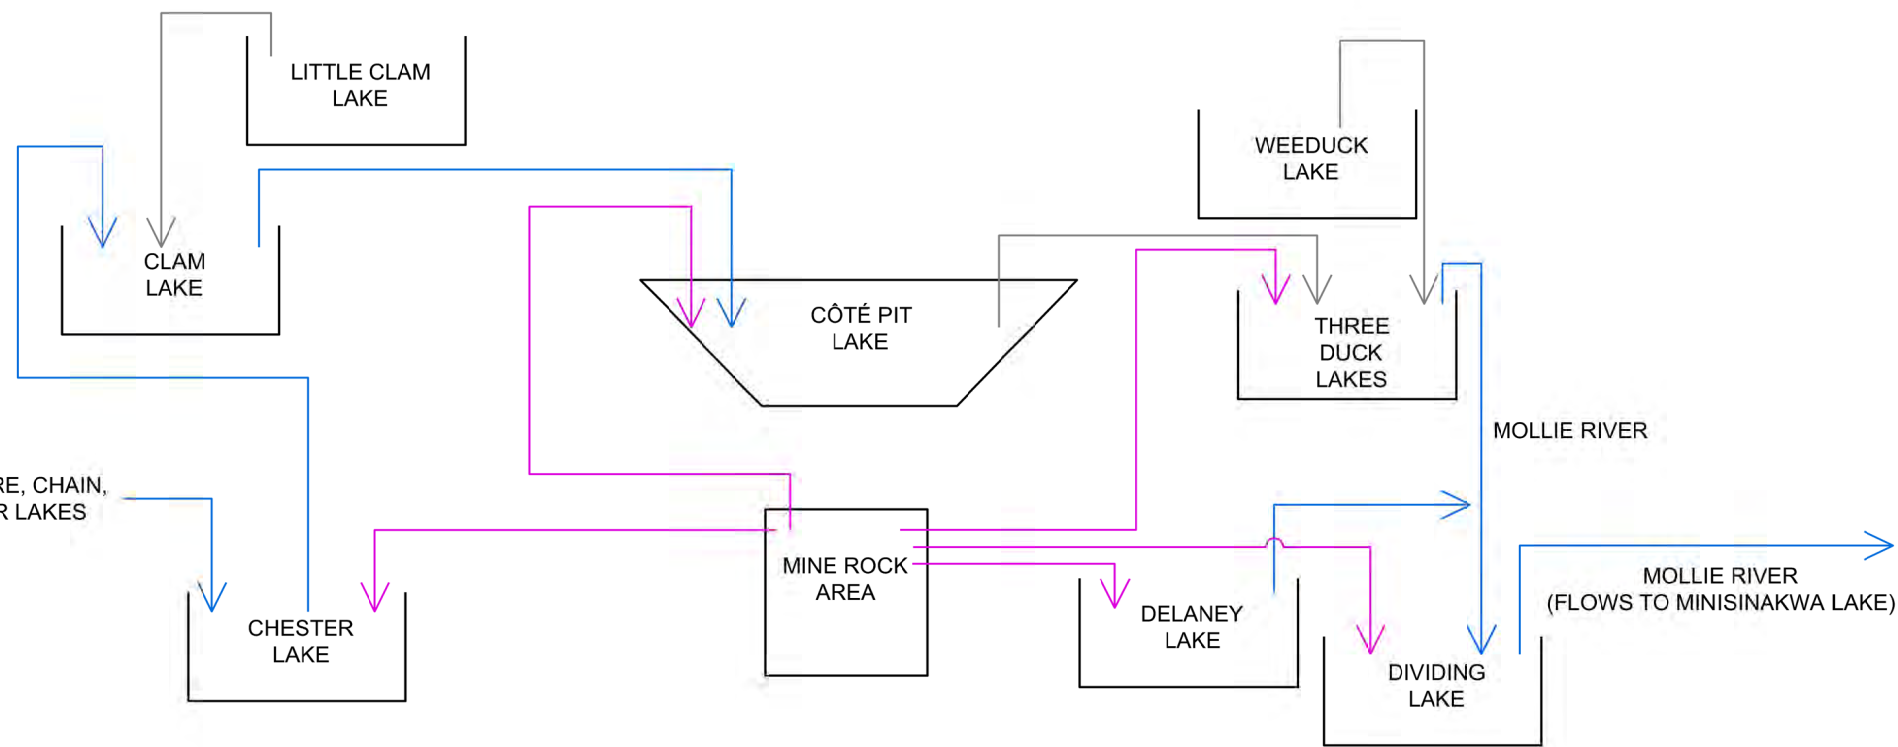 LITTLE CLAM
LAKE
WEEDUCK
LAKE
CLAM
LAKE
CÔTÉ PIT
LAKE
THREE
DUCK
LAKES
MOLLIE RIVER
CHAIN,
LAKES
MINE ROCK
AREA
MOLLIE RIVER
(FLOWS TO MINISINAKWA LAKE)
CHESTER
LAKE
DELANEY
LAKE
DIVIDING
LAKE